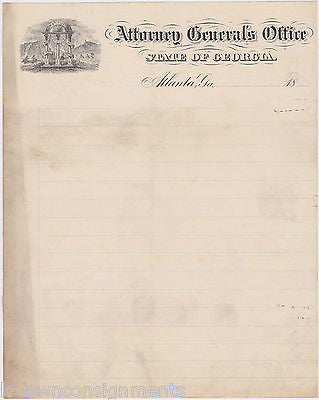 Attorney General's Office
STATE OF GEORGIA.
Atlanta, Ga. 18